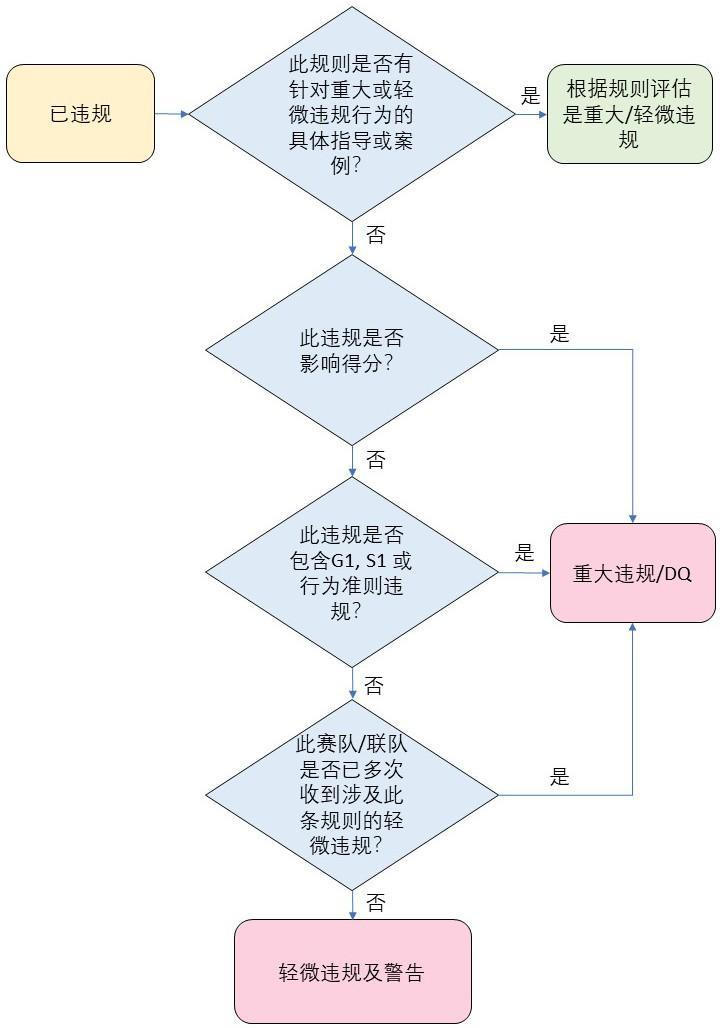 已违规
此规则是否有
针对重大或轻
微违规行为的
具体指导或案
例？
是
根据规则评估
是重大/轻微违
规
否
此违规是否
影响得分？
是
否
此违规是否
包含G1, S1 或
行为准则违
规？
是
重大违规/DQ
否
此赛队/联队
是否已多次
收到涉及此
条规则的轻
微违规？
是
否
轻微违规及警告